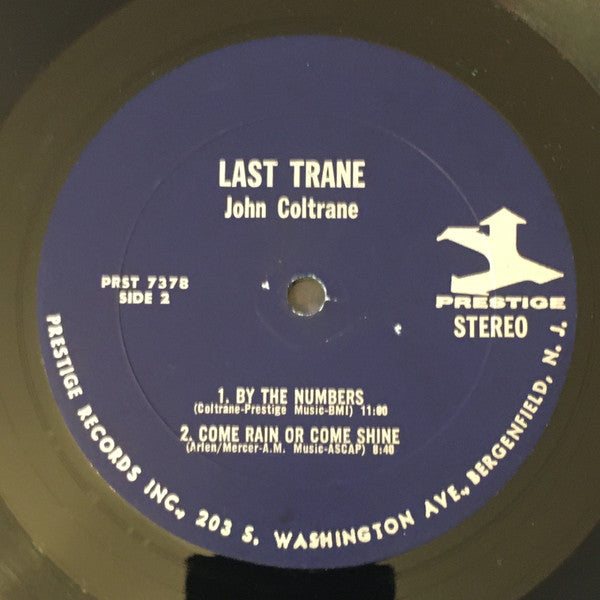 LAST TRANE
John Coltrane
PRST 7378
SIDE 2
PRESTIGE
STEREO
1. BY THE NUMBERS
(Coltrane-Prestige Music-BMI) 11:00
2. COME RAIN OR COME SHINE
(Arlen/Mercer-A.M. Music-ASCAP) 8:40
PRESTIGE RECORDS INC., 203 S. WASHINGTON AVE., BERGENFIELD, N. J.